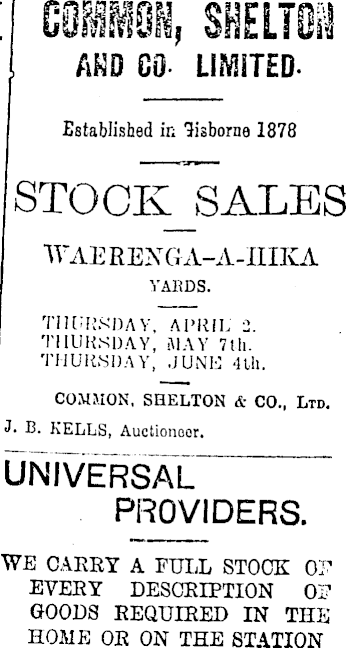 COMMON, SHELTON
AND CO. LIMITED.
Established in Gisborne 1878
STOCK SALES
WAERENGA-A-HIKA
YARDS.
THURSDAY, APRIL 2.
THURSDAY, MAY 7th.
THURSDAY, JUNE 4th.
COMMON, SHELTON & CO., LTD.
J. B. KELLS, Auctioneer.
UNIVERSAL
PROVIDERS.
WE CARRY A FULL STOCK OF
EVERY DESCRIPTION OF
GOODS REQUIRED IN THE
HOME OR ON THE STATION